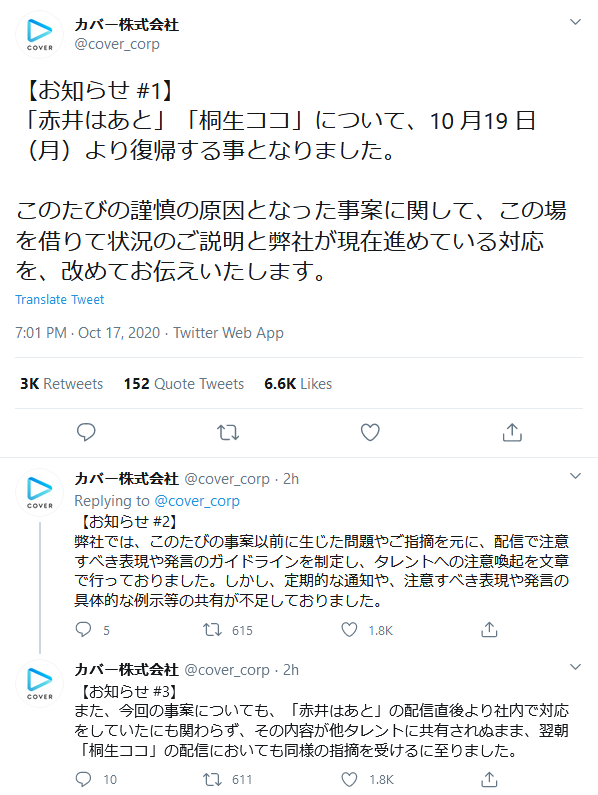 カバー株式会社
@cover_corp
COVER
【お知らせ #1】
「赤井はあと」「桐生ココ」について、10 月19 日
（月）より復帰する事となりました。
このたびの謹慎の原因となった事案に関して、この場
を借りて状況のご説明と弊社が現在進めている対応
を、改めてお伝えいたします。
Translate Tweet
7:01 PM · Oct 17, 2020 · Twitter Web App
3K Retweets 152 Quote Tweets 6.6K Likes
カバー株式会社 @cover_corp · 2h
COVER
Replying to @cover_corp
【お知らせ #2】
弊社では、このたびの事案以前に生じた問題やご指摘を元に、配信で注意
すべき表現や発言のガイドラインを制定し、タレントへの注意喚起を文章
で行っておりました。しかし、定期的な通知や、注意すべき表現や発言の
具体的な例示等の共有が不足しておりました。
5 615 1.8K
カバー株式会社 @cover_corp · 2h
COVER
【お知らせ #3】
また、今回の事案についても、「赤井はあと」の配信直後より社内で対応
をしていたにも関わらず、その内容が他タレントに共有されぬまま、翌朝
「桐生ココ」の配信においても同様の指摘を受けるに至りました。
10 611 1.8K